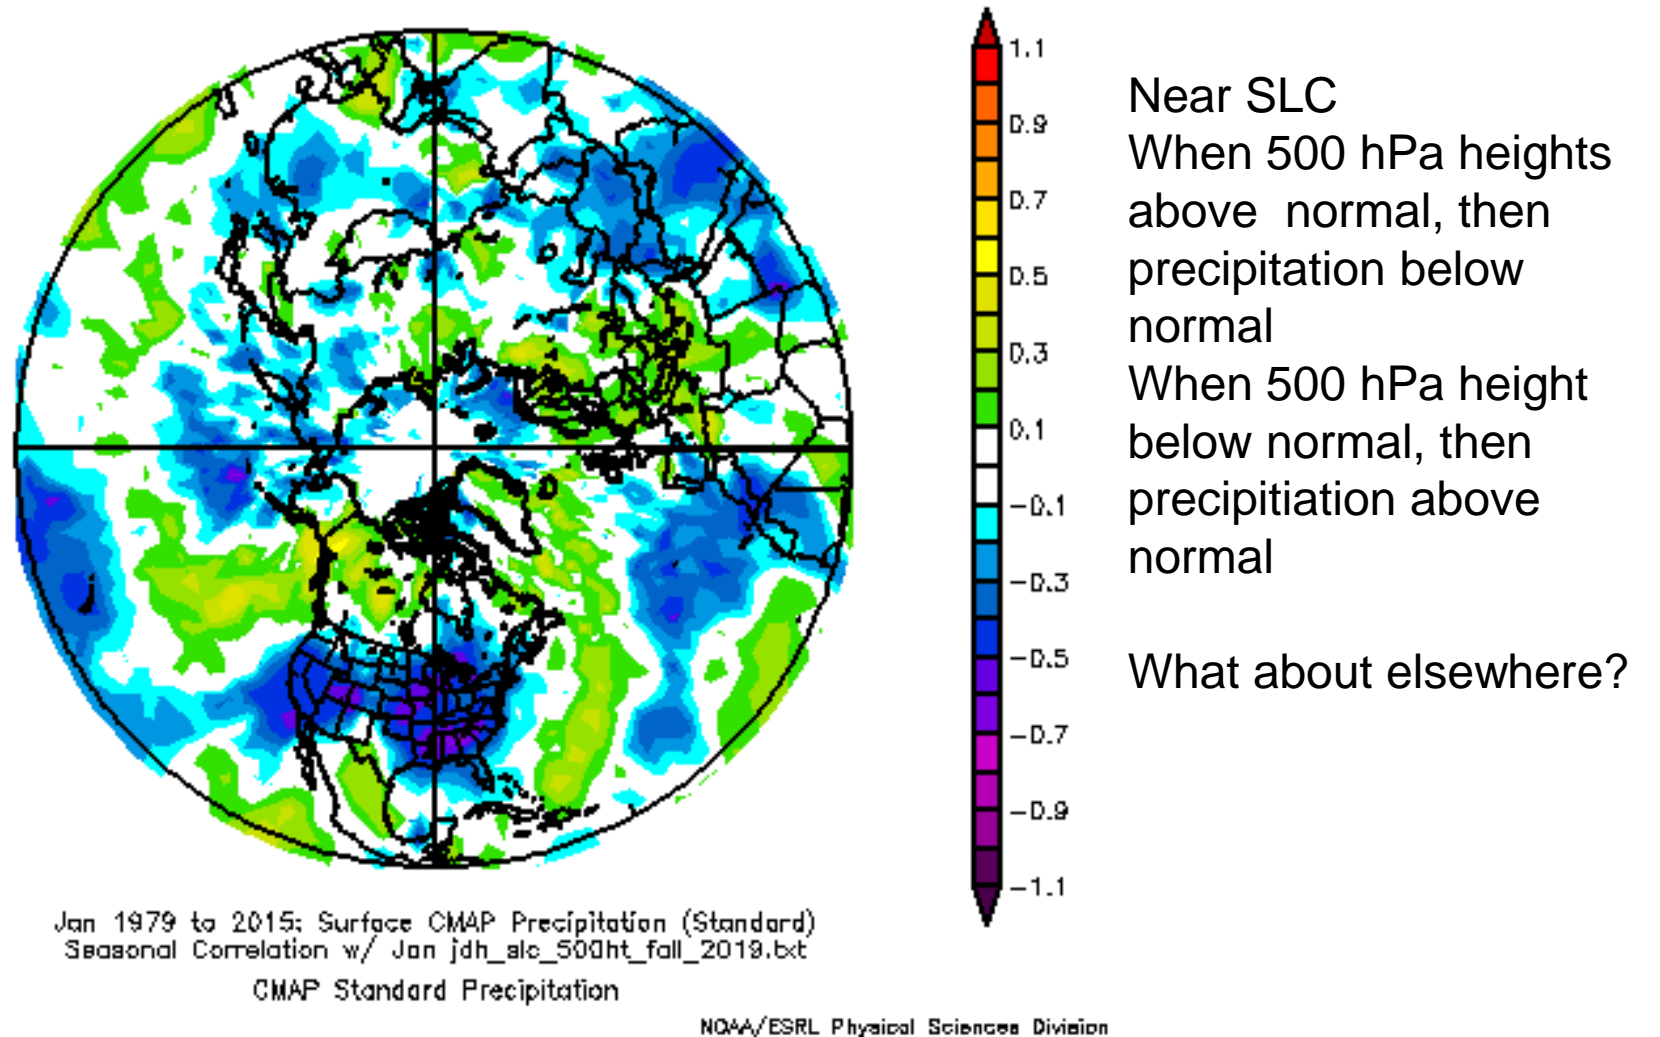 1.1
0.9
0.7
0.5
0.3
0.1
-0.1
-0.3
-0.5
-0.7
-0.9
-1.1
Near SLC
When 500 hPa heights
above  normal, then
precipitation below
normal
When 500 hPa height
below normal, then
precipitiation above
normal
What about elsewhere?
Jan 1979 to 2015: Surface CMAP Precipitation (Standard)
Seasonal Correlation w/ Jan jdh_slc_500ht_fall_2019.txt
CMAP Standard Precipitation
NOAA/ESRL Physical Sciences Division